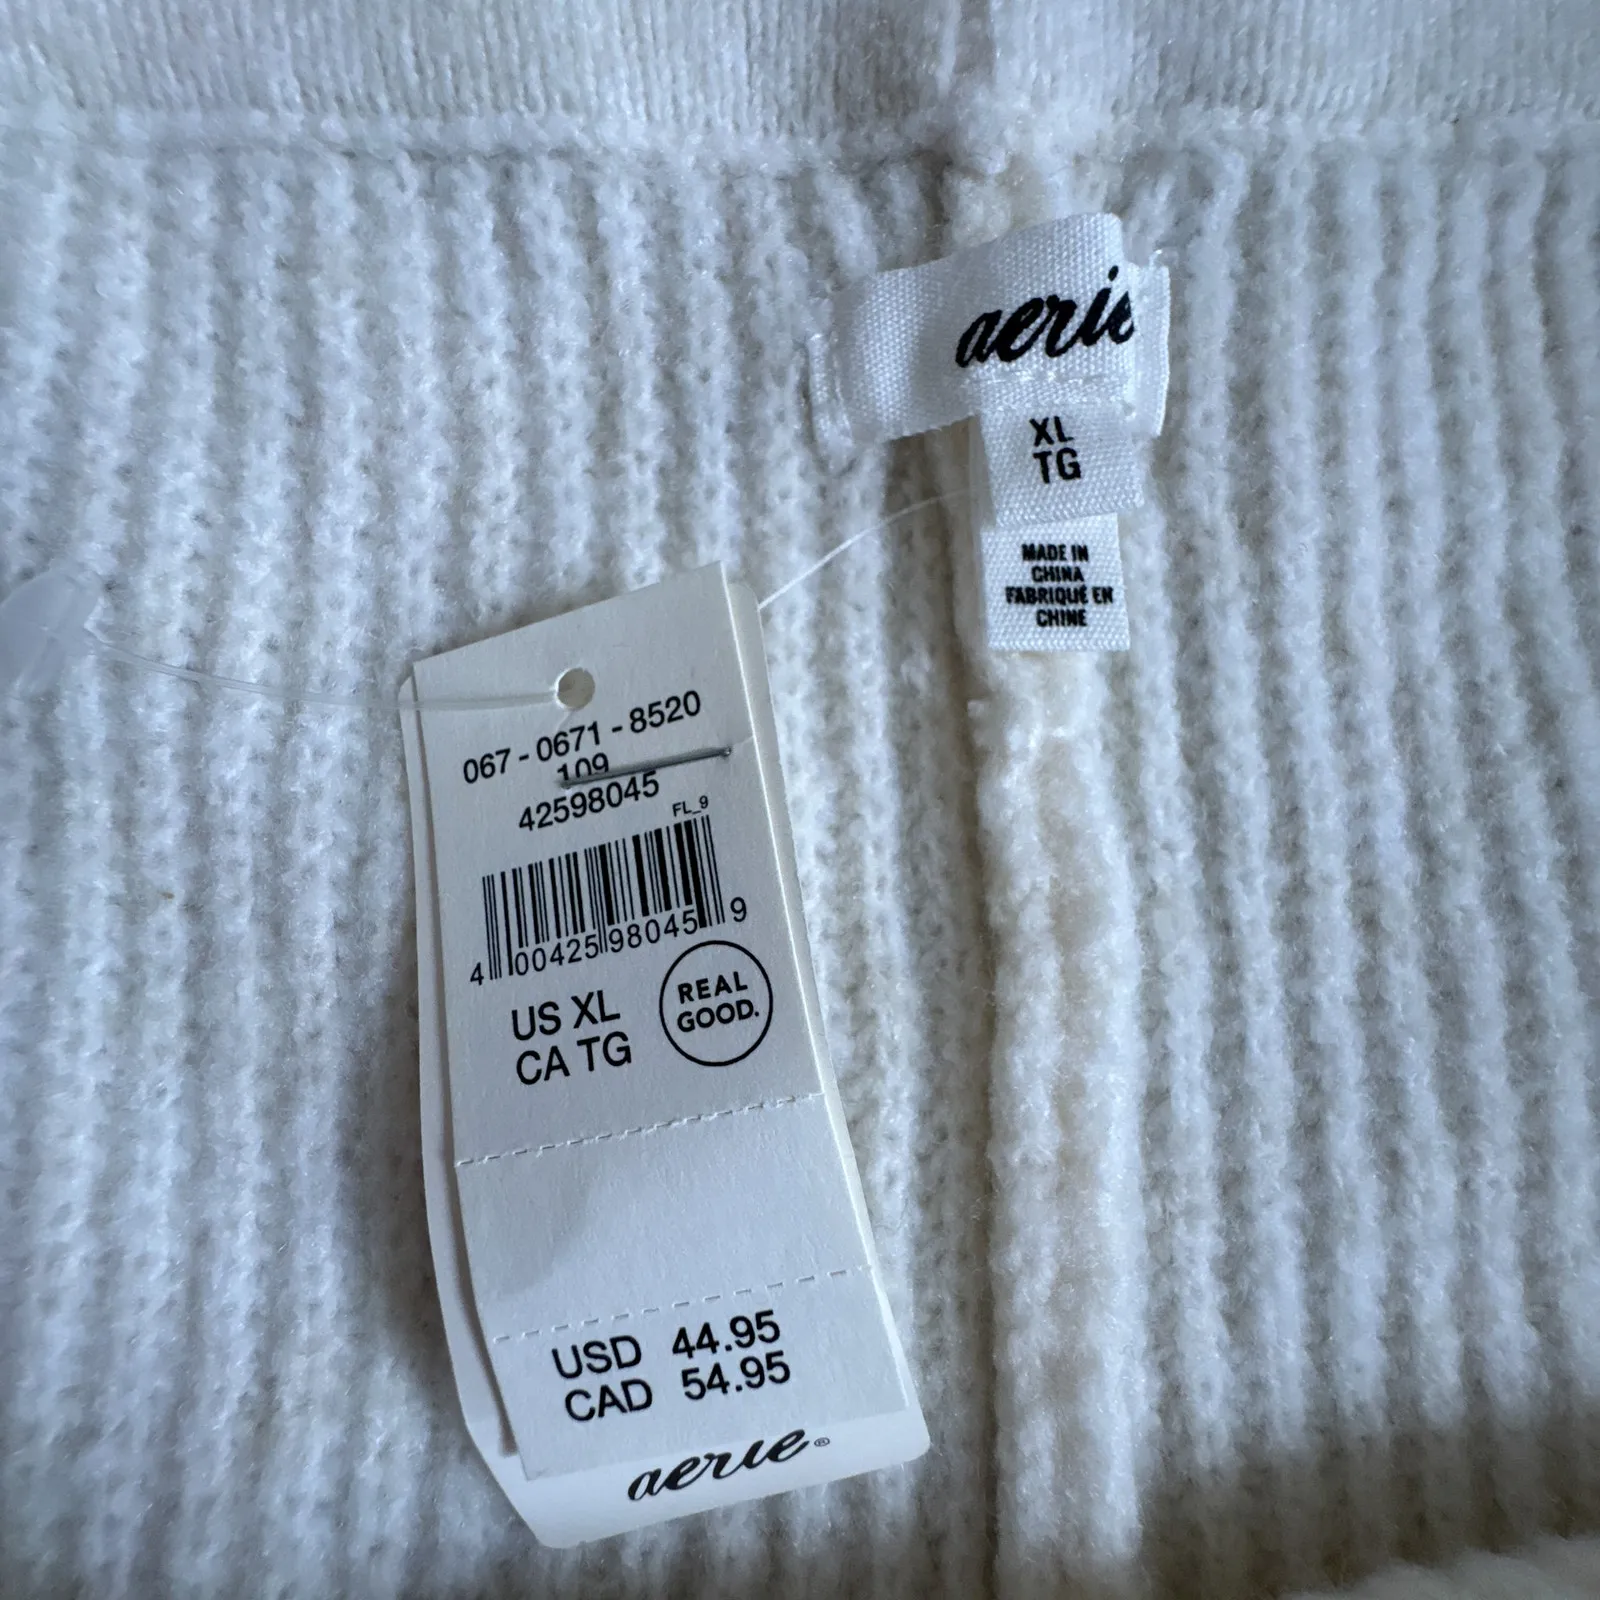 aerie
XL
TG
MADE IN
CHINA
FABRIQUÉ EN
CHINE
067 - 0671 - 8520
109
42598045
FL_9
4 00425 98045 9
US XL
CA TG
REAL
GOOD.
USD 44.95
CAD 54.95
aerie®